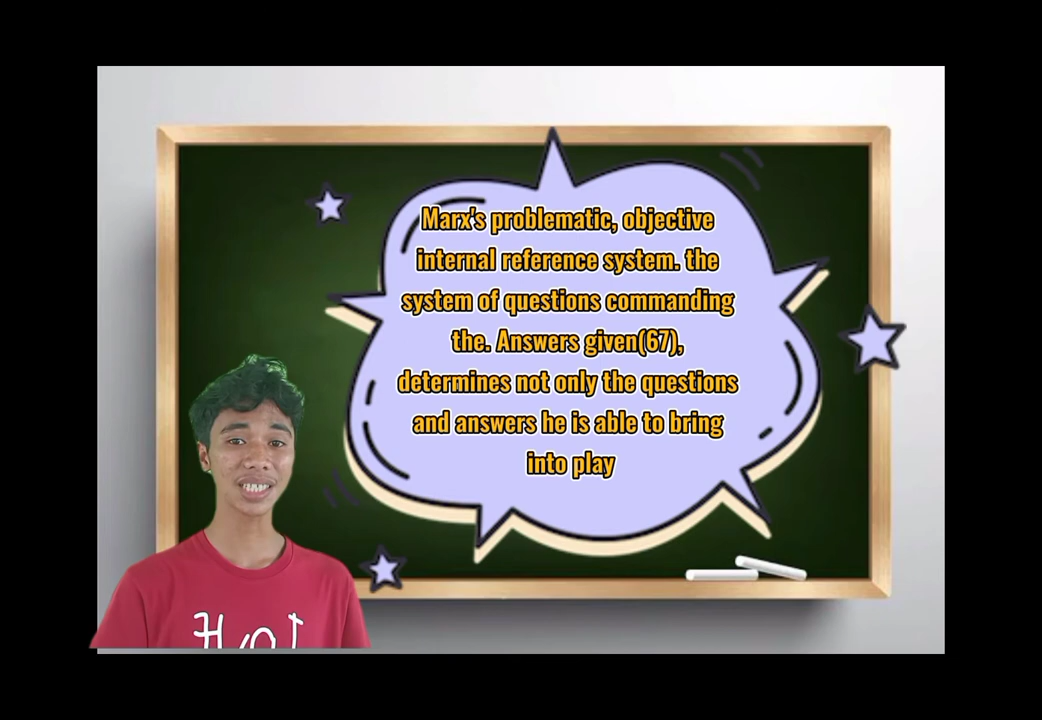 Marx's problematic, objective
internal reference system. the
system of questions commanding
the. Answers given(67),
determines not only the questions
and answers he is able to bring
into play